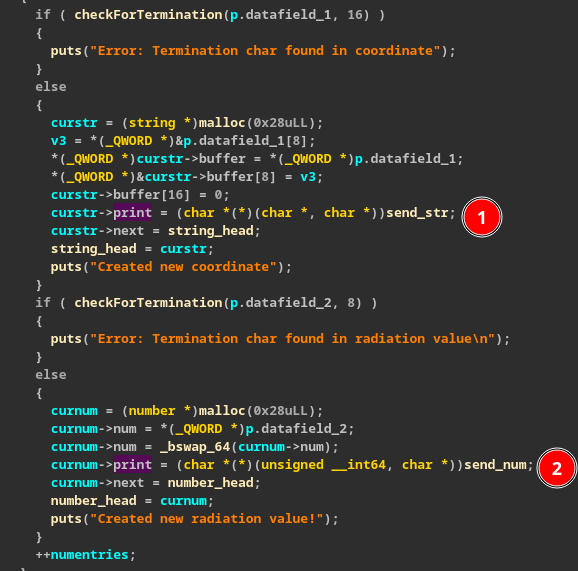 if ( checkForTermination(p.datafield_1, 16) )
{
puts("Error: Termination char found in coordinate");
}
else
{
curstr = (string *)malloc(0x28uLL);
v3 = *(_QWORD *)&p.datafield_1[8];
*(_QWORD *)curstr->buffer = *(_QWORD *)p.datafield_1;
*(_QWORD *)&curstr->buffer[8] = v3;
curstr->buffer[16] = 0;
curstr->print = (char *(*)(char *, char *))send_str; 1
curstr->next = string_head;
string_head = curstr;
puts("Created new coordinate");
}
if ( checkForTermination(p.datafield_2, 8) )
{
puts("Error: Termination char found in radiation value\n");
}
else
{
curnum = (number *)malloc(0x28uLL);
curnum->num = *(_QWORD *)p.datafield_2;
curnum->num = _bswap_64(curnum->num);
curnum->print = (char *(*)(unsigned __int64, char *))send_num; 2
curnum->next = number_head;
number_head = curnum;
puts("Created new radiation value!");
}
++numentries;